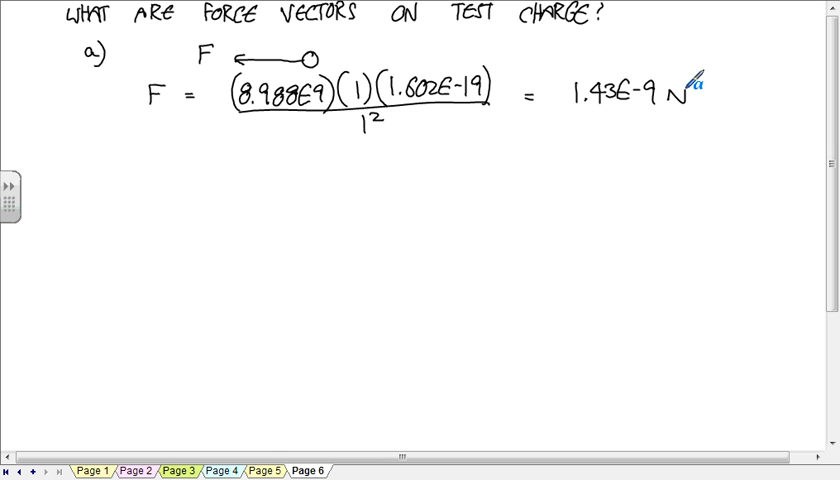 WHAT ARE FORCE VECTORS ON TEST CHARGE?
a) F
F = (8.988E9)(1)(1.602E-19) = 1.43E-9 N
1²
Page 1 Page 2 Page 3 Page 4 Page 5 Page 6